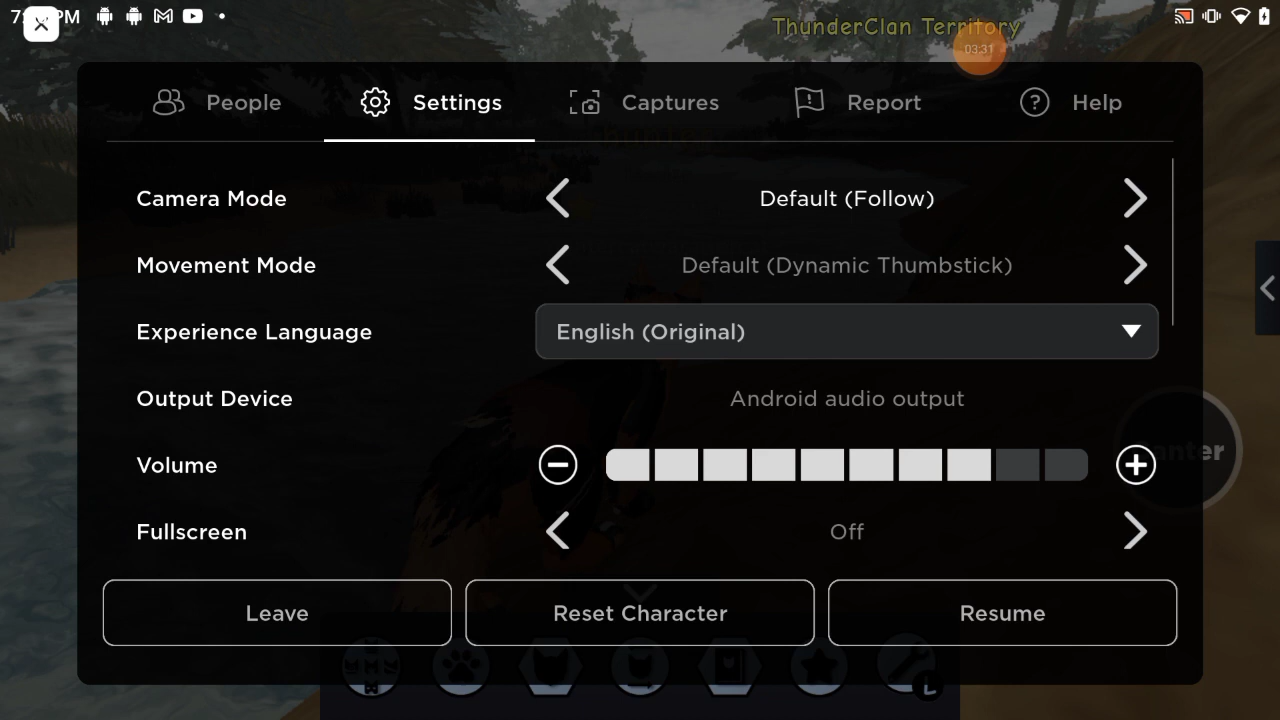 PM
ThunderClan Territory
03:31
People
Settings
Captures
Report
Help
Camera Mode
Default (Follow)
Movement Mode
Default (Dynamic Thumbstick)
Experience Language
English (Original)
Output Device
Android audio output
Volume
Fullscreen
Off
Leave
Reset Character
Resume
L